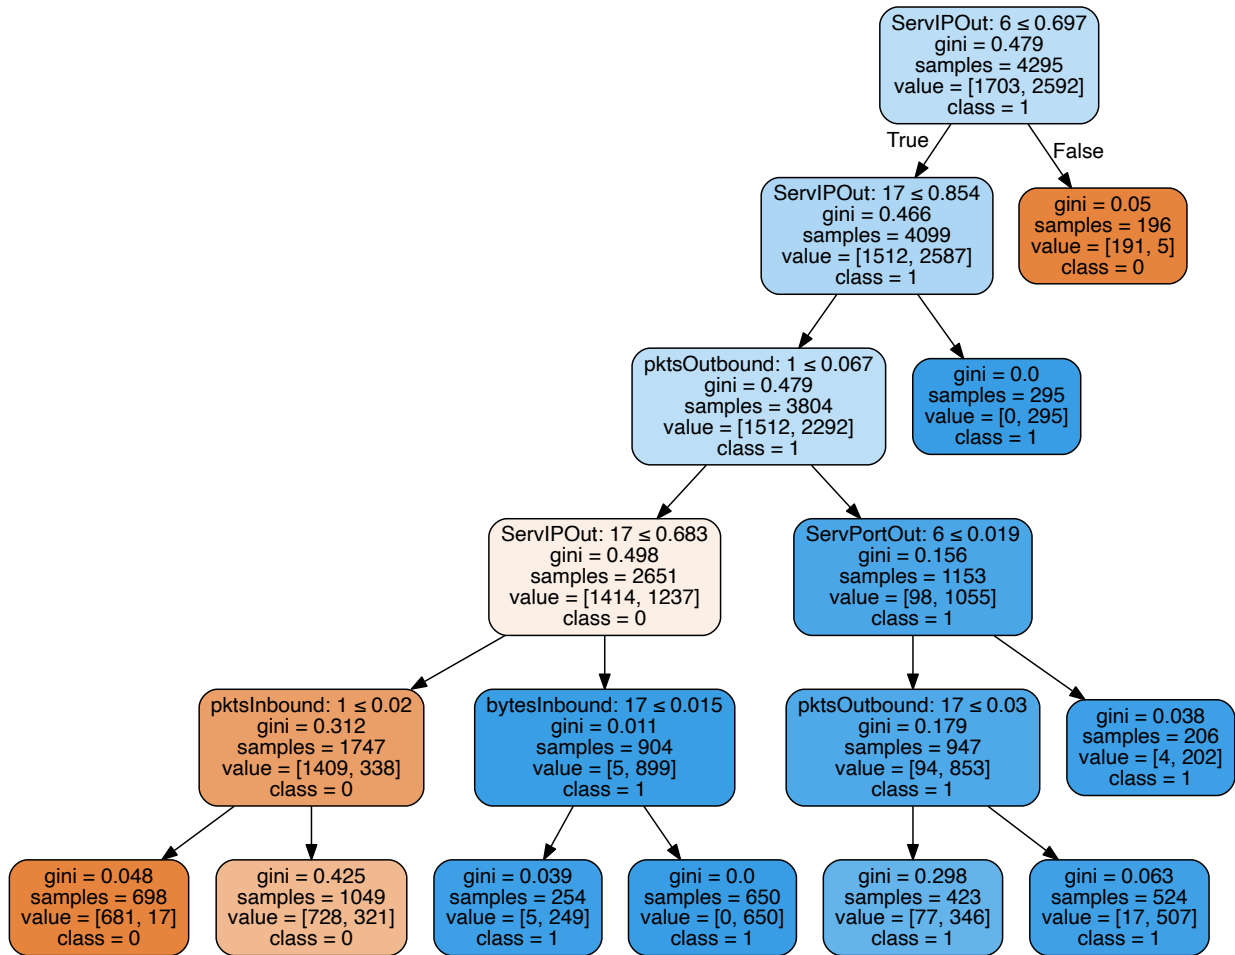 ServIPOut: 6 ≤ 0.697
gini = 0.479
samples = 4295
value = [1703, 2592]
class = 1
True
False
ServIPOut: 17 ≤ 0.854
gini = 0.466
samples = 4099
value = [1512, 2587]
class = 1
gini = 0.05
samples = 196
value = [191, 5]
class = 0
pktsOutbound: 1 ≤ 0.067
gini = 0.479
samples = 3804
value = [1512, 2292]
class = 1
gini = 0.0
samples = 295
value = [0, 295]
class = 1
ServIPOut: 17 ≤ 0.683
gini = 0.498
samples = 2651
value = [1414, 1237]
class = 0
ServPortOut: 6 ≤ 0.019
gini = 0.156
samples = 1153
value = [98, 1055]
class = 1
pktsInbound: 1 ≤ 0.02
gini = 0.312
samples = 1747
value = [1409, 338]
class = 0
bytesInbound: 17 ≤ 0.015
gini = 0.011
samples = 904
value = [5, 899]
class = 1
pktsOutbound: 17 ≤ 0.03
gini = 0.179
samples = 947
value = [94, 853]
class = 1
gini = 0.038
samples = 206
value = [4, 202]
class = 1
gini = 0.048
samples = 698
value = [681, 17]
class = 0
gini = 0.425
samples = 1049
value = [728, 321]
class = 0
gini = 0.039
samples = 254
value = [5, 249]
class = 1
gini = 0.0
samples = 650
value = [0, 650]
class = 1
gini = 0.298
samples = 423
value = [77, 346]
class = 1
gini = 0.063
samples = 524
value = [17, 507]
class = 1